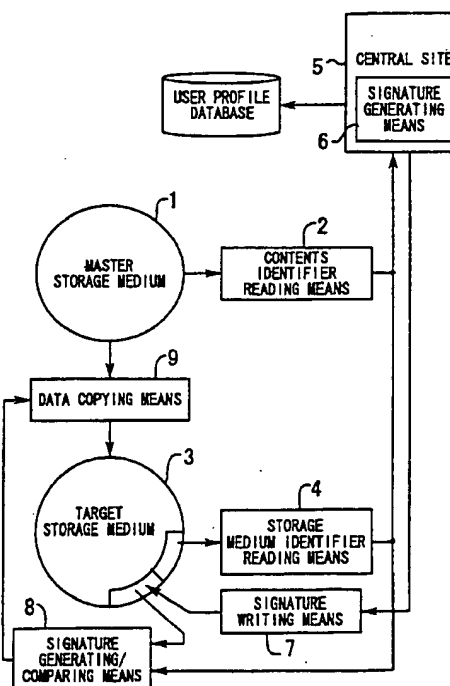 5
CENTRAL SITE
USER PROFILE
DATABASE
SIGNATURE
GENERATING
MEANS
6
1
MASTER
STORAGE MEDIUM
2
CONTENTS
IDENTIFIER
READING MEANS
9
DATA COPYING MEANS
3
TARGET
STORAGE MEDIUM
4
STORAGE
MEDIUM IDENTIFIER
READING MEANS
SIGNATURE
WRITING MEANS
7
8
SIGNATURE
GENERATING/
COMPARING MEANS